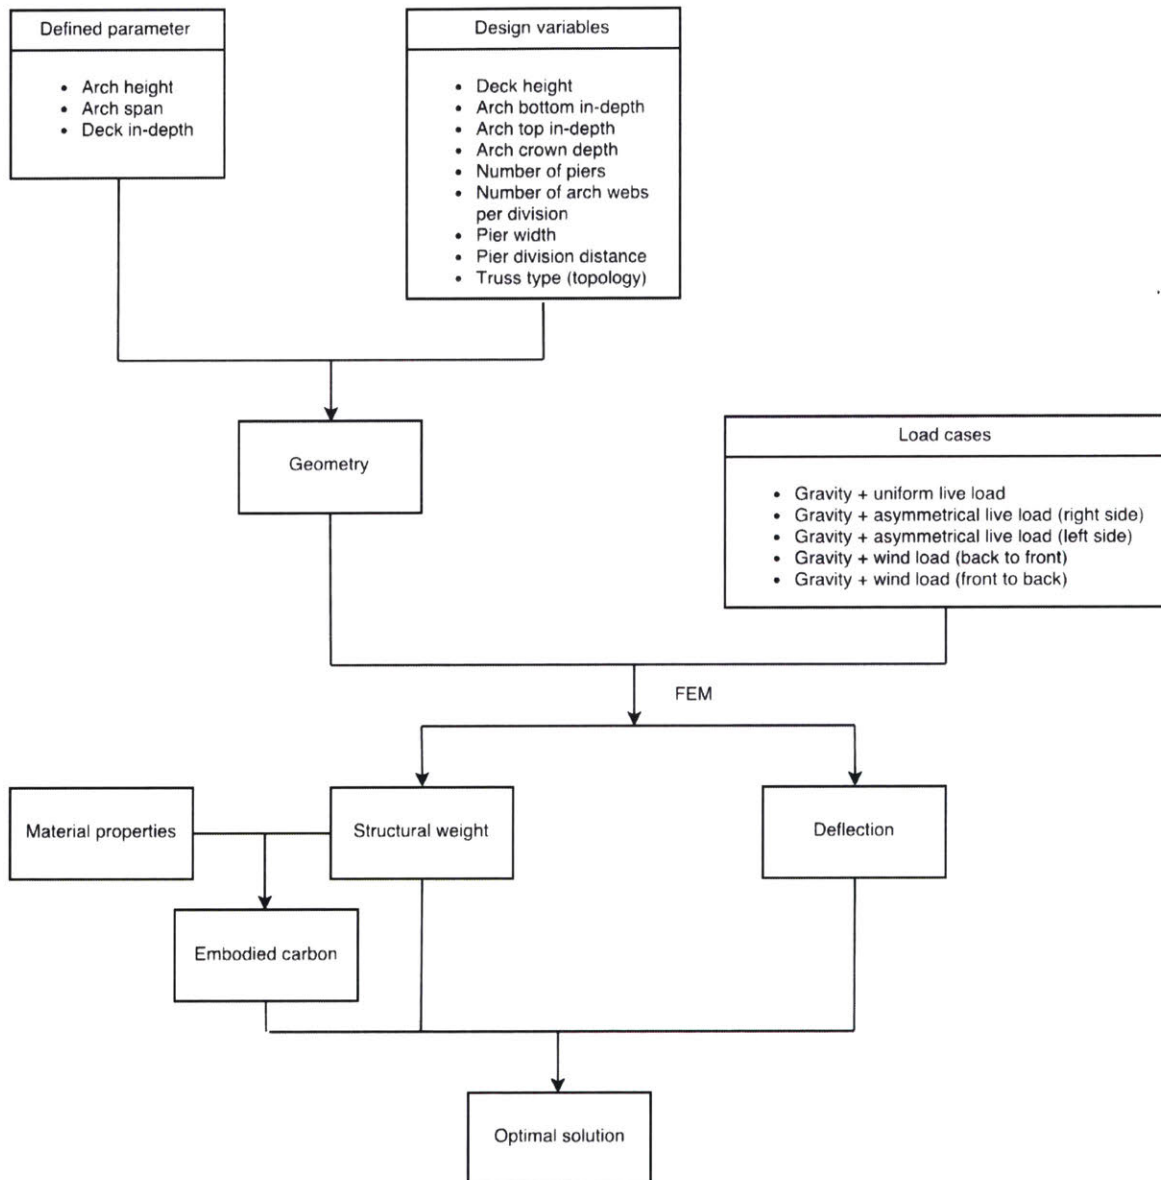 Defined parameter
• Arch height
• Arch span
• Deck in-depth
Design variables
• Deck height
• Arch bottom in-depth
• Arch top in-depth
• Arch crown depth
• Number of piers
• Number of arch webs
per division
• Pier width
• Pier division distance
• Truss type (topology)
Geometry
Load cases
• Gravity + uniform live load
• Gravity + asymmetrical live load (right side)
• Gravity + asymmetrical live load (left side)
• Gravity + wind load (back to front)
• Gravity + wind load (front to back)
FEM
Material properties
Structural weight
Deflection
Embodied carbon
Optimal solution